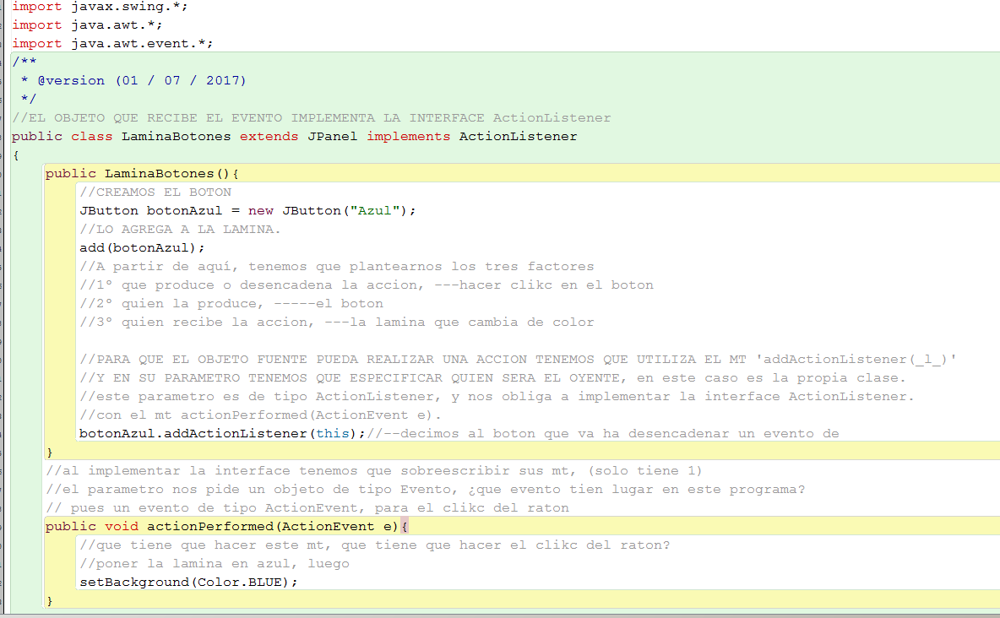 import javax.swing.*;
import java.awt.*;
import java.awt.event.*;
/**
 * @version (01 / 07 / 2017)
 */
//EL OBJETO QUE RECIBE EL EVENTO IMPLEMENTA LA INTERFACE ActionListener
public class LaminaBotones extends JPanel implements ActionListener
{
    public LaminaBotones(){
        //CREAMOS EL BOTON
        JButton botonAzul = new JButton("Azul");
        //LO AGREGA A LA LAMINA.
        add(botonAzul);
        //A partir de aquí, tenemos que plantearnos los tres factores
        //1º que produce o desencadena la accion, ---hacer clikc en el boton
        //2º quien la produce, -----el boton
        //3º quien recibe la accion, ---la lamina que cambia de color
        //PARA QUE EL OBJETO FUENTE PUEDA REALIZAR UNA ACCION TENEMOS QUE UTILIZA EL MT 'addActionListener(_l_)'
        //Y EN SU PARAMETRO TENEMOS QUE ESPECIFICAR QUIEN SERA EL OYENTE, en este caso es la propia clase.
        //este parametro es de tipo ActionListener, y nos obliga a implementar la interface ActionListener.
        //con el mt actionPerformed(ActionEvent e).
        botonAzul.addActionListener(this);//--decimos al boton que va ha desencadenar un evento de
    }
    //al implementar la interface tenemos que sobreescribir sus mt, (solo tiene 1)
    //el parametro nos pide un objeto de tipo Evento, ¿que evento tien lugar en este programa?
    // pues un evento de tipo ActionEvent, para el clikc del raton
    public void actionPerformed(ActionEvent e){
        //que tiene que hacer este mt, que tiene que hacer el clikc del raton?
        //poner la lamina en azul, luego
        setBackground(Color.BLUE);
    }